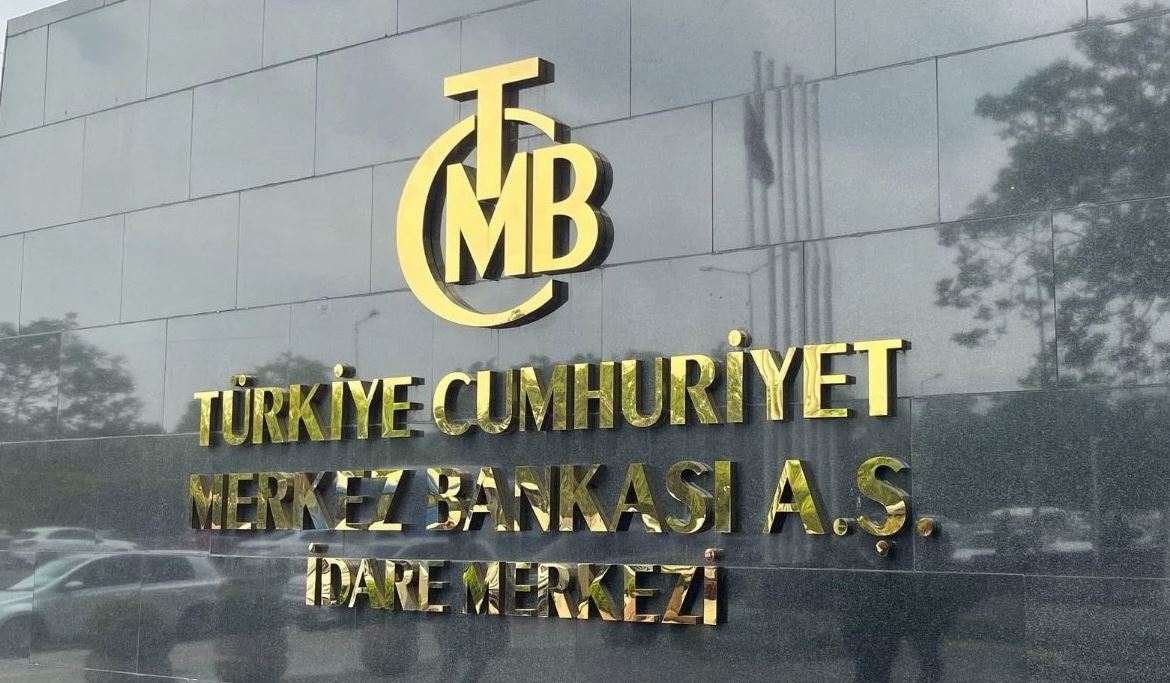 TCMB
TÜRKİYE CUMHURİYET
MERKEZ BANKASI A.Ş.
İDARE MERKEZİ